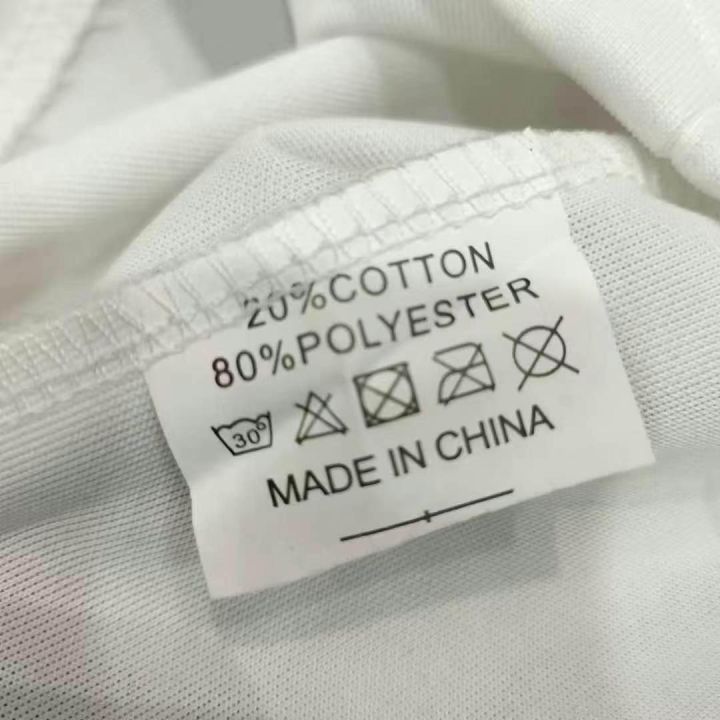 20%COTTON
80%POLYESTER
30°
MADE IN CHINA